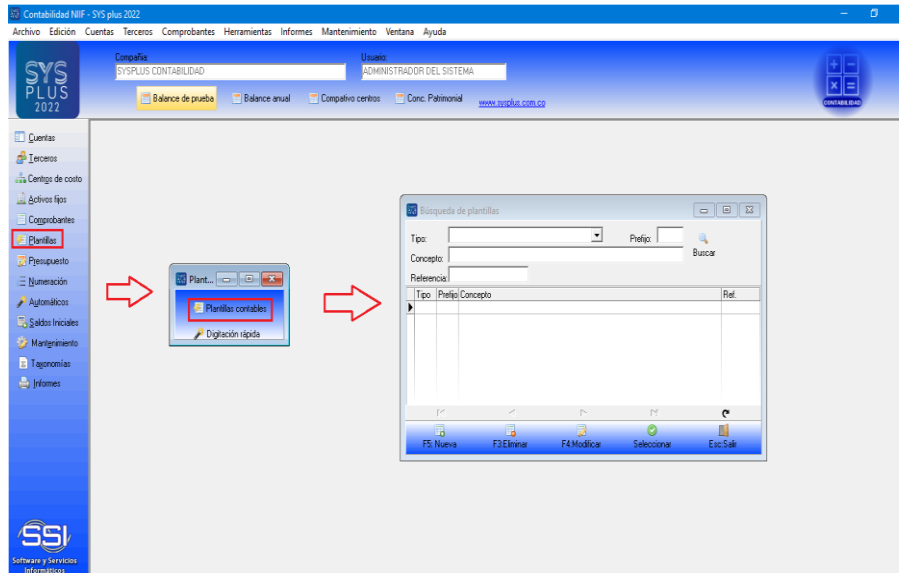 Contabilidad NIIF - SYS plus 2022
Archivo Edición Cuentas Terceros Comprobantes Herramientas Informes Mantenimiento Ventana Ayuda
SYS
PLUS
2022
Compañía:
SYSPLUS CONTABILIDAD
Usuario:
ADMINISTRADOR DEL SISTEMA
Balance de prueba Balance anual Compativo centros Conc. Patrimonial www.sysplus.com.co
CONTABILIDAD
Cuentas
Terceros
Centros de costo
Activos fijos
Comprobantes
Plantillas
Presupuesto
Numeración
Automáticos
Saldos Iniciales
Mantenimiento
Taxonomías
Informes
Plant...
Plantillas contables
Digitación rápida
Búsqueda de plantillas
Tipo: Prefijo:
Buscar
Concepto:
Referencia:
Tipo Prefijo Concepto Ref.
F5: Nueva F3:Eliminar F4:Modificar Seleccionar Esc:Salir
SSI
Software y Servicios
Informáticos